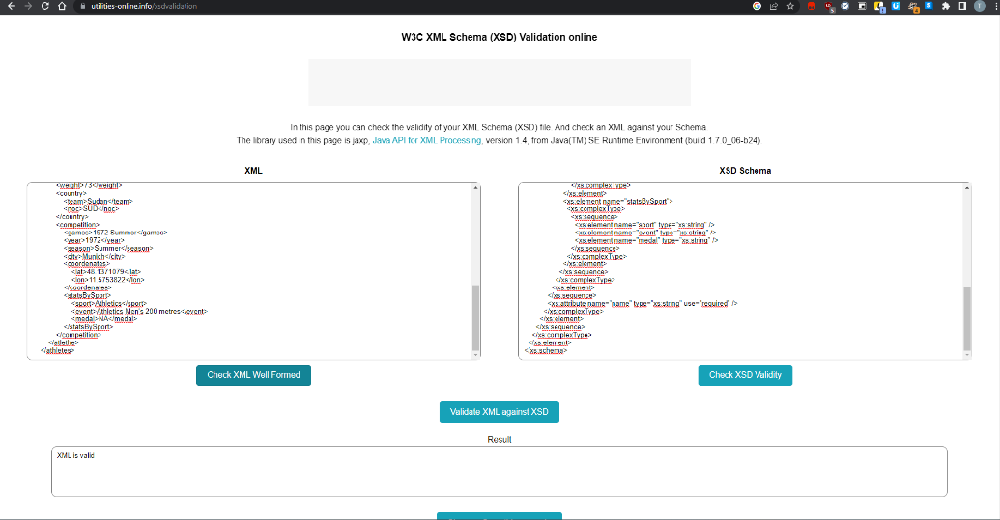 utilities-online.info/xsdvalidation
W3C XML Schema (XSD) Validation online
In this page you can check the validity of your XML Schema (XSD) file. And check an XML against your Schema
The library used in this page is jaxp, Java API for XML Processing, version 1.4, from Java(TM) SE Runtime Environment (build 1.7.0_06-b24)
XML
<weight>73</weight>
<country>
<team>Sudan</team>
<noc>SUD</noc>
</country>
<competition>
<games>1972 Summer</games>
<year>1972</year>
<season>Summer</season>
<city>Munich</city>
<coordenates>
<lat>48.1371079</lat>
<lon>11.5753822</lon>
</coordenates>
<statsBySport>
<sport>Athletics</sport>
<event>Athletics Men's 200 metres</event>
<medal>NA</medal>
</statsBySport>
</competition>
</atlethe>
</athletes>
Check XML Well Formed
XSD Schema
</xs:complexType>
</xs:element>
<xs:element name="statsBySport">
<xs:complexType>
<xs:sequence>
<xs:element name="sport" type="xs:string" />
<xs:element name="event" type="xs:string" />
<xs:element name="medal" type="xs:string" />
</xs:sequence>
</xs:complexType>
</xs:element>
</xs:sequence>
</xs:complexType>
</xs:element>
</xs:sequence>
<xs:attribute name="name" type="xs:string" use="required" />
</xs:complexType>
</xs:element>
</xs:sequence>
</xs:complexType>
</xs:element>
</xs:schema>
Check XSD Validity
Validate XML against XSD
Result
XML is valid